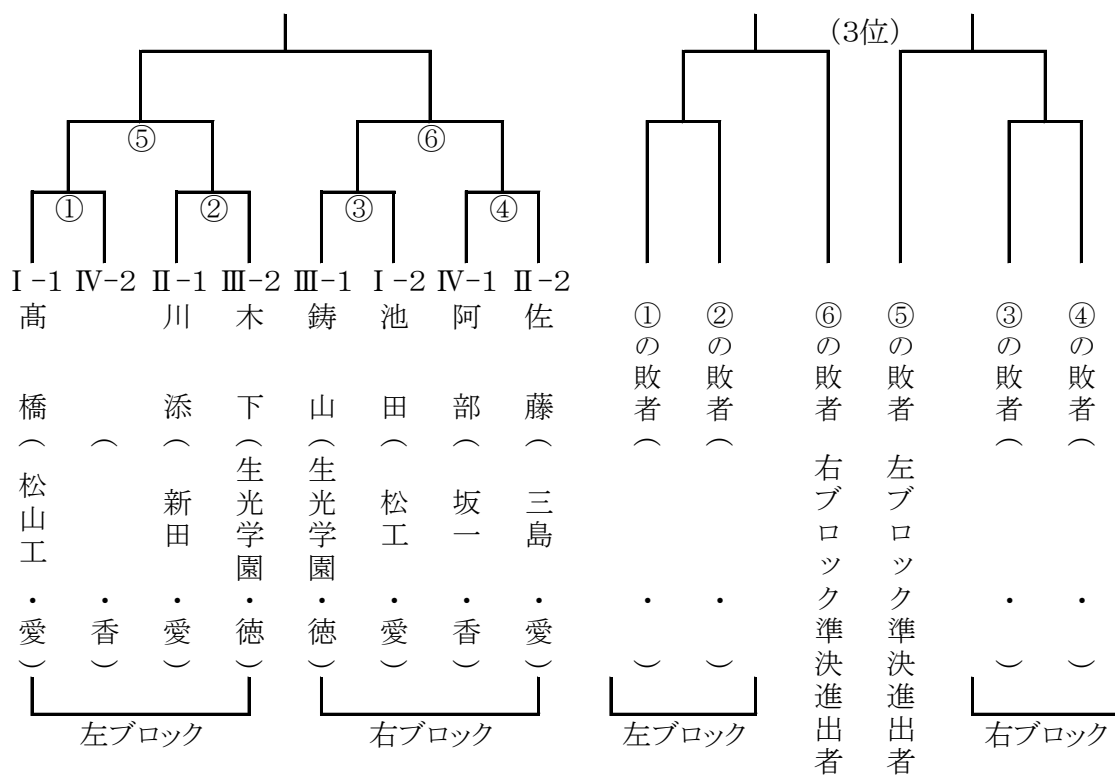 (3位)
⑤
⑥
①
②
③
④
Ⅰ-1 Ⅳ-2 Ⅱ-1 Ⅲ-2 Ⅲ-1 Ⅰ-2 Ⅳ-1 Ⅱ-2
髙橋(松山工・愛)
(・香)
川添(新田・愛)
木下(生光学園・徳)
鋳山(生光学園・徳)
池田(松工・愛)
阿部(坂一・香)
佐藤(三島・愛)
①の敗者(・)
②の敗者(・)
⑥の敗者 右ブロック準決進出者
⑤の敗者 左ブロック準決進出者
③の敗者(・)
④の敗者(・)
左ブロック
右ブロック
左ブロック
右ブロック